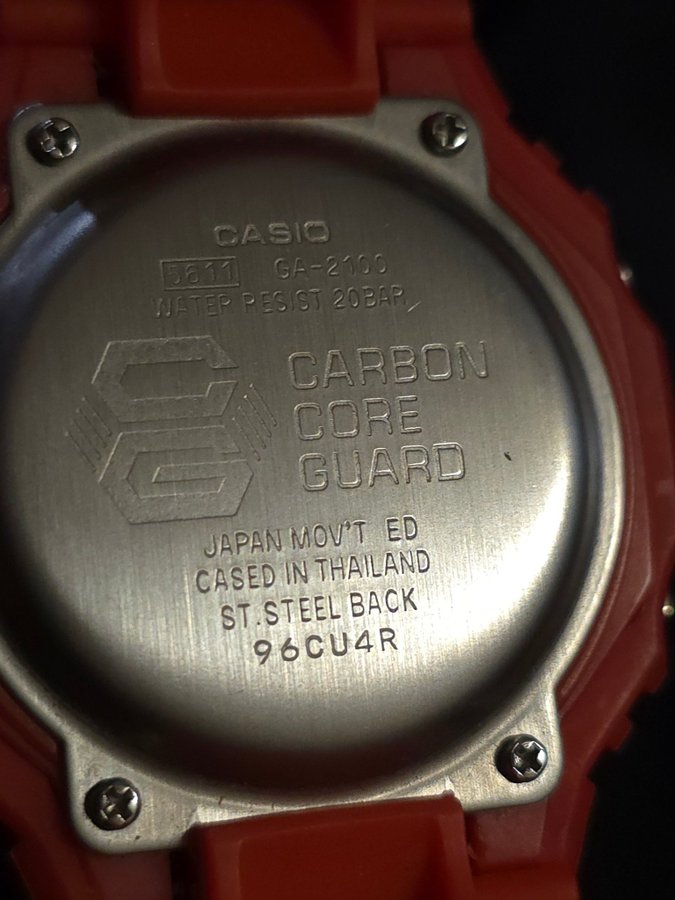 CASIO
5611 GA-2100
WATER RESIST 20BAR
CARBON
CORE
GUARD
JAPAN MOV'T ED
CASED IN THAILAND
ST.STEEL BACK
96CU4R